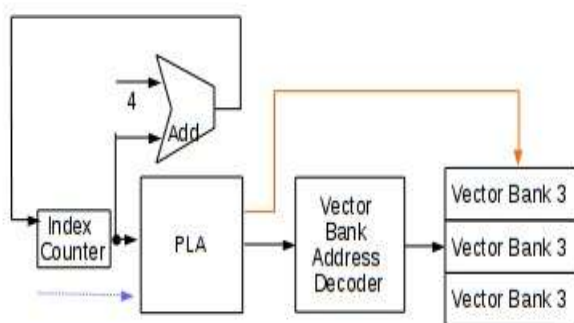 4
Add
Index
Counter
PLA
Vector
Bank
Address
Decoder
Vector Bank 3
Vector Bank 3
Vector Bank 3